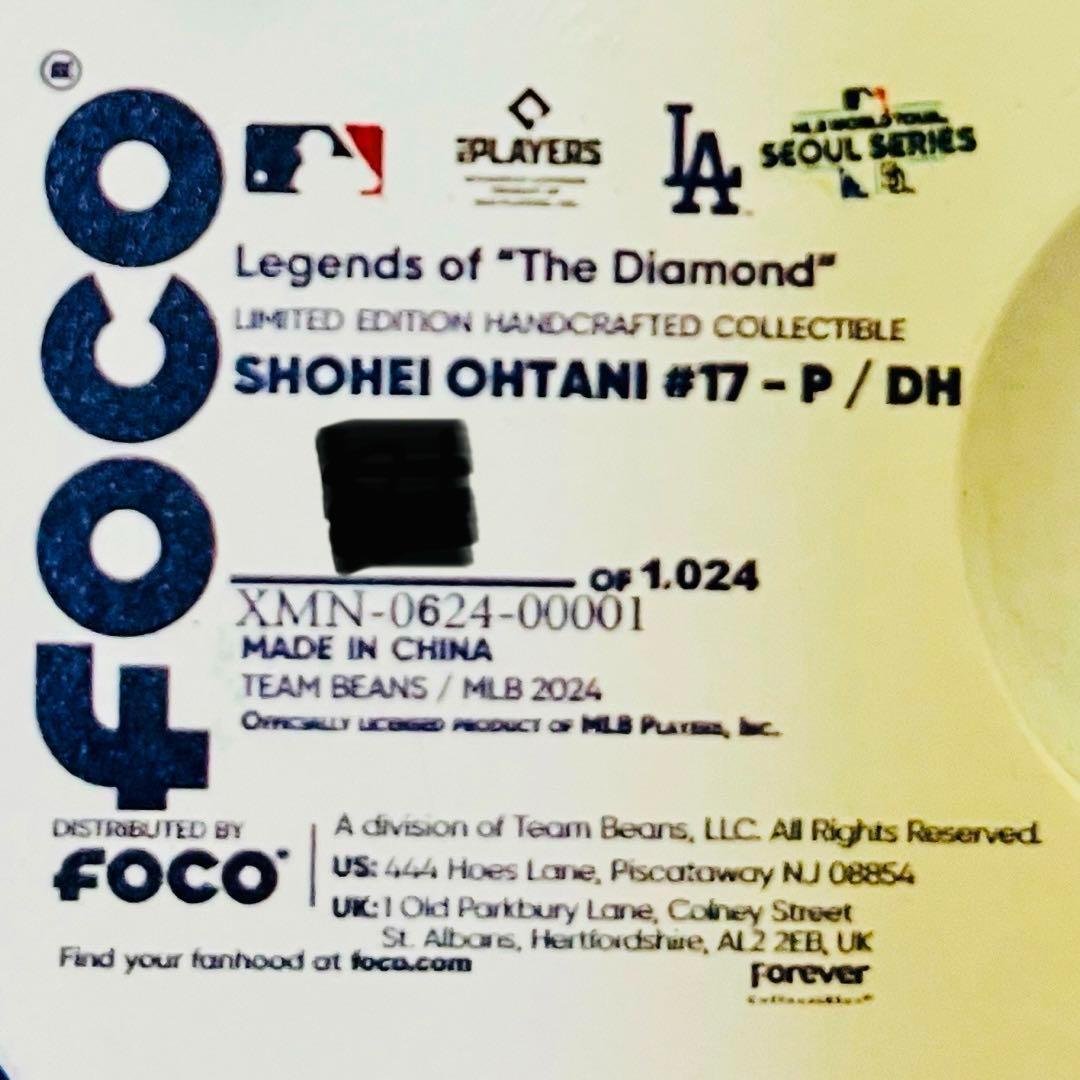 FOCO
PLAYERS
LA
SEOUL SERIES
Legends of "The Diamond"
LIMITED EDITION HANDCRAFTED COLLECTIBLE
SHOHEI OHTANI #17 - P / DH
OF 1.024
XMN-0624-00001
MADE IN CHINA
TEAM BEANS / MLB 2024
OFFICIALLY LICENSED PRODUCT OF MLB PLAYERS, INC.
DISTRIBUTED BY
FOCO
A division of Team Beans, LLC. All Rights Reserved.
US: 444 Hoes Lane, Piscataway NJ 08854
UK: 1 Old Parkbury Lane, Colney Street
St. Albans, Hertfordshire, AL2 2EB, UK
Find your fanhood at foco.com
Forever